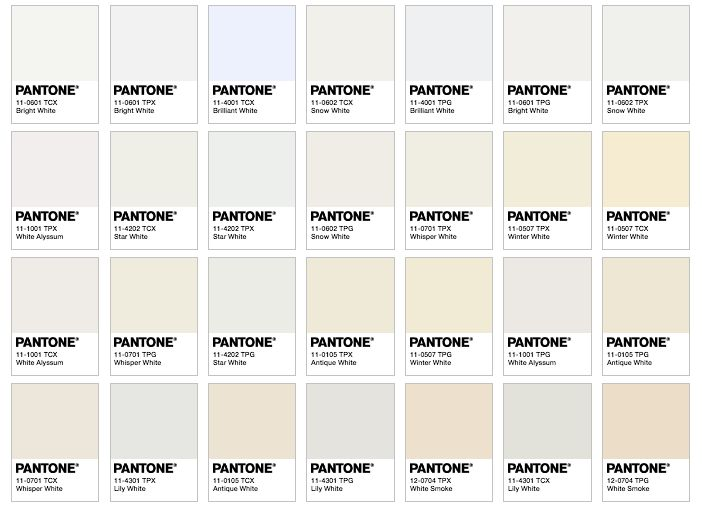 PANTONE®
11-0601 TCX
Bright White
PANTONE®
11-0601 TPX
Bright White
PANTONE®
11-4001 TCX
Brilliant White
PANTONE®
11-0602 TCX
Snow White
PANTONE®
11-4001 TPG
Brilliant White
PANTONE®
11-0601 TPG
Bright White
PANTONE®
11-0602 TPX
Snow White
PANTONE®
11-1001 TPX
White Alyssum
PANTONE®
11-4202 TCX
Star White
PANTONE®
11-4202 TPX
Star White
PANTONE®
11-0602 TPG
Snow White
PANTONE®
11-0701 TPX
Whisper White
PANTONE®
11-0507 TPX
Winter White
PANTONE®
11-0507 TCX
Winter White
PANTONE®
11-1001 TCX
White Alyssum
PANTONE®
11-0701 TPG
Whisper White
PANTONE®
11-4202 TPG
Star White
PANTONE®
11-0105 TPX
Antique White
PANTONE®
11-0507 TPG
Winter White
PANTONE®
11-1001 TPG
White Alyssum
PANTONE®
11-0105 TPG
Antique White
PANTONE®
11-0701 TCX
Whisper White
PANTONE®
11-4301 TPX
Lily White
PANTONE®
11-0105 TCX
Antique White
PANTONE®
11-4301 TPG
Lily White
PANTONE®
12-0704 TPX
White Smoke
PANTONE®
11-4301 TCX
Lily White
PANTONE®
12-0704 TPG
White Smoke